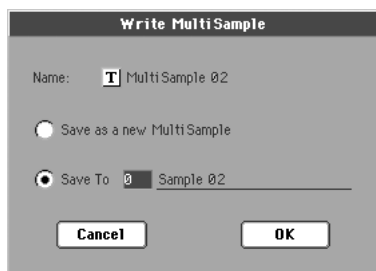 Write MultiSample
Name: T MultiSample 02
Save as a new MultiSample
Save To 0 Sample 02
Cancel OK